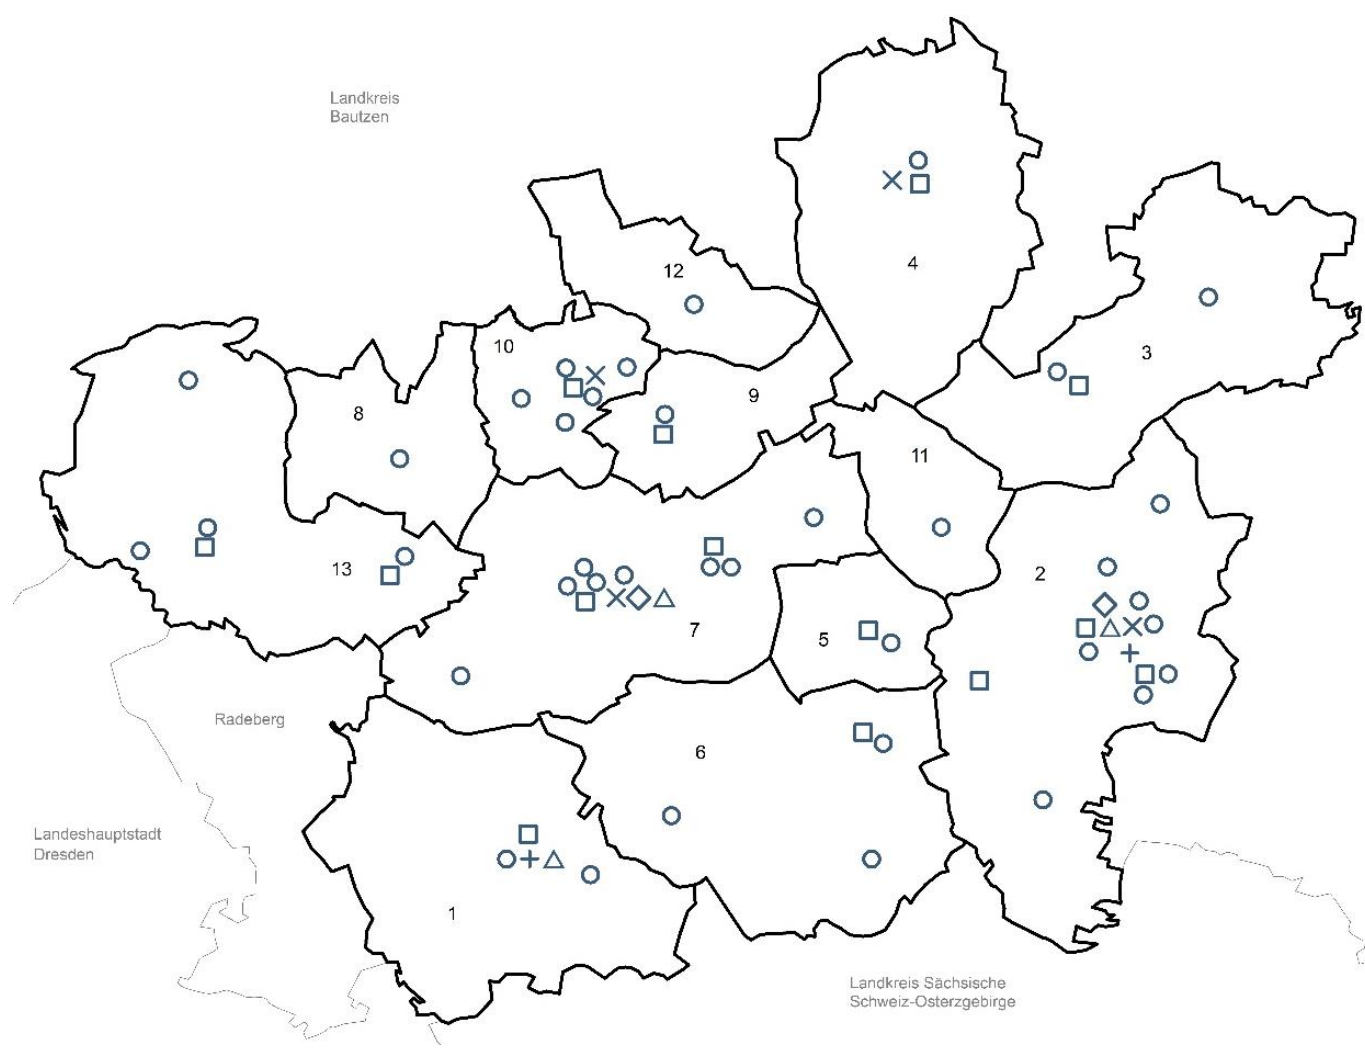 Landkreis
Bautzen
12
4
10
3
9
8
11
13
2
7
5
Radeberg
6
Landeshauptstadt
Dresden
1
Landkreis Sächsische
Schweiz-Osterzgebirge